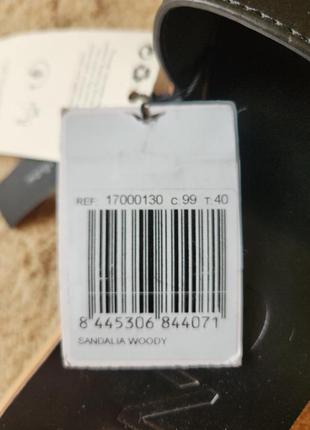 REF: 17000130 C: 99 T: 40
8 445306 844071
SANDALIA WOODY